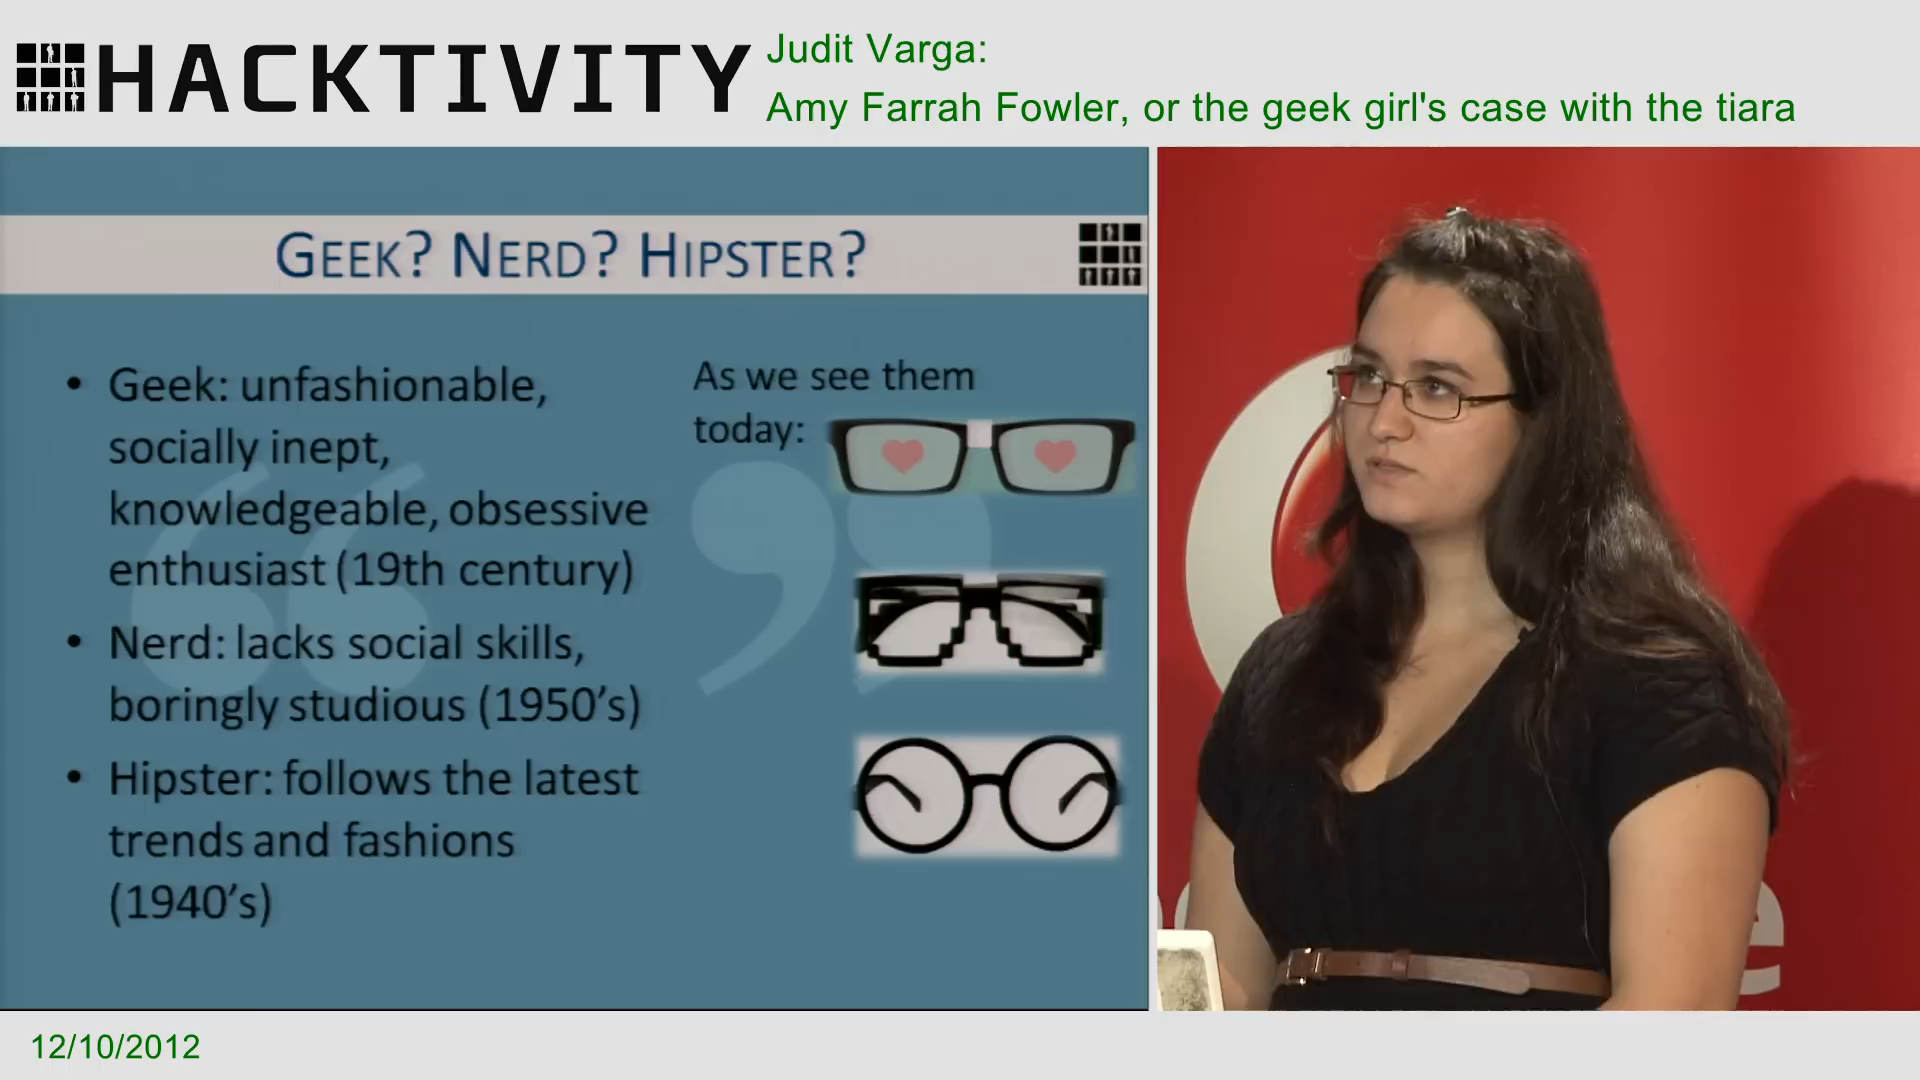 HACKTIVITY
Judit Varga:
Amy Farrah Fowler, or the geek girl's case with the tiara
GEEK? NERD? HIPSTER?
• Geek: unfashionable,
socially inept,
knowledgeable, obsessive
enthusiast (19th century)
• Nerd: lacks social skills,
boringly studious (1950’s)
• Hipster: follows the latest
trends and fashions
(1940’s)
As we see them
today:
12/10/2012